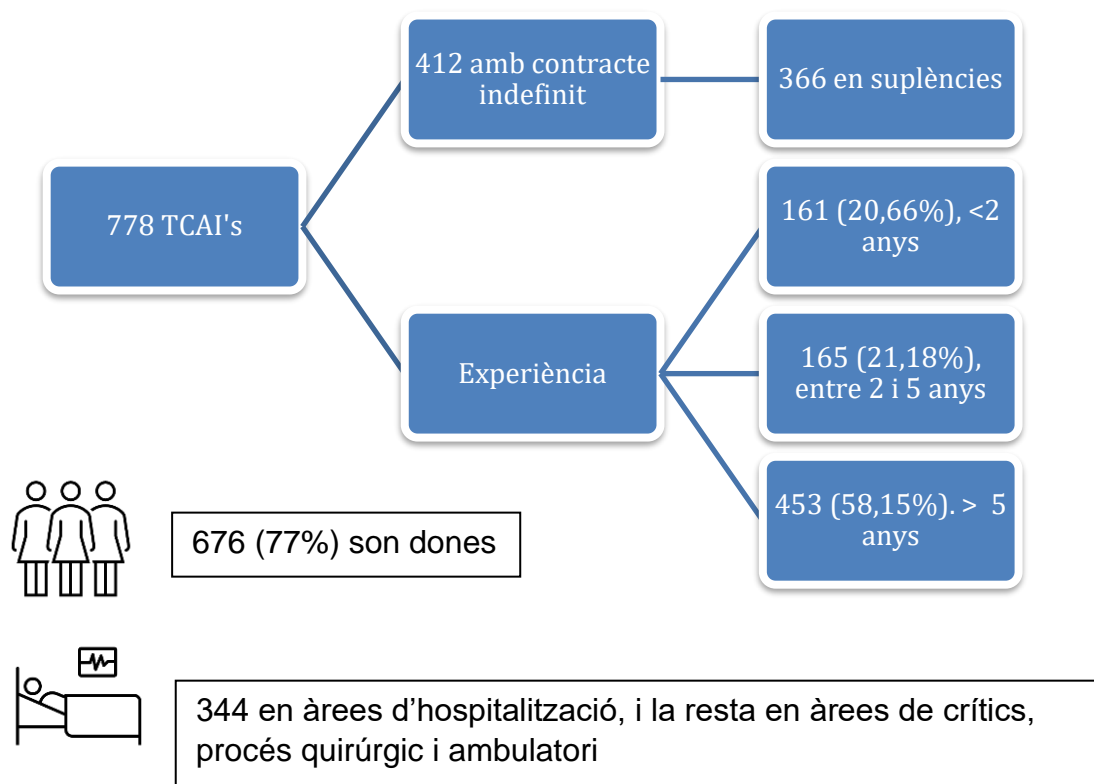 412 amb contracte
indefinit
366 en suplències
778 TCAI's
161 (20,66%), <2
anys
Experiència
165 (21,18%),
entre 2 i 5 anys
453 (58,15%). > 5
anys
676 (77%) son dones
344 en àrees d’hospitalització, i la resta en àrees de crítics,
procés quirúrgic i ambulatori